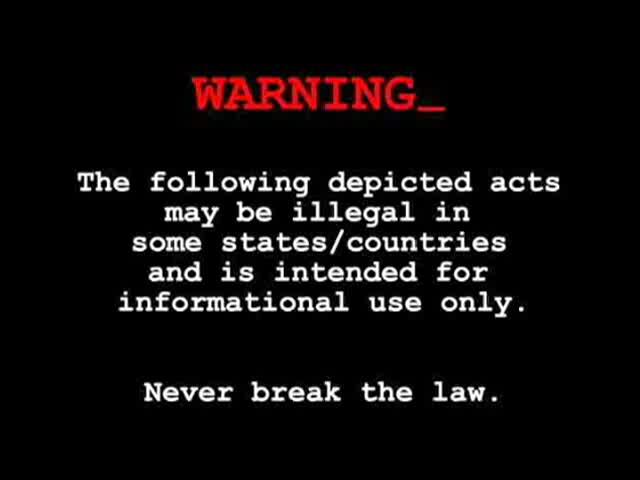 WARNING_
The following depicted acts
may be illegal in
some states/countries
and is intended for
informational use only.
Never break the law.